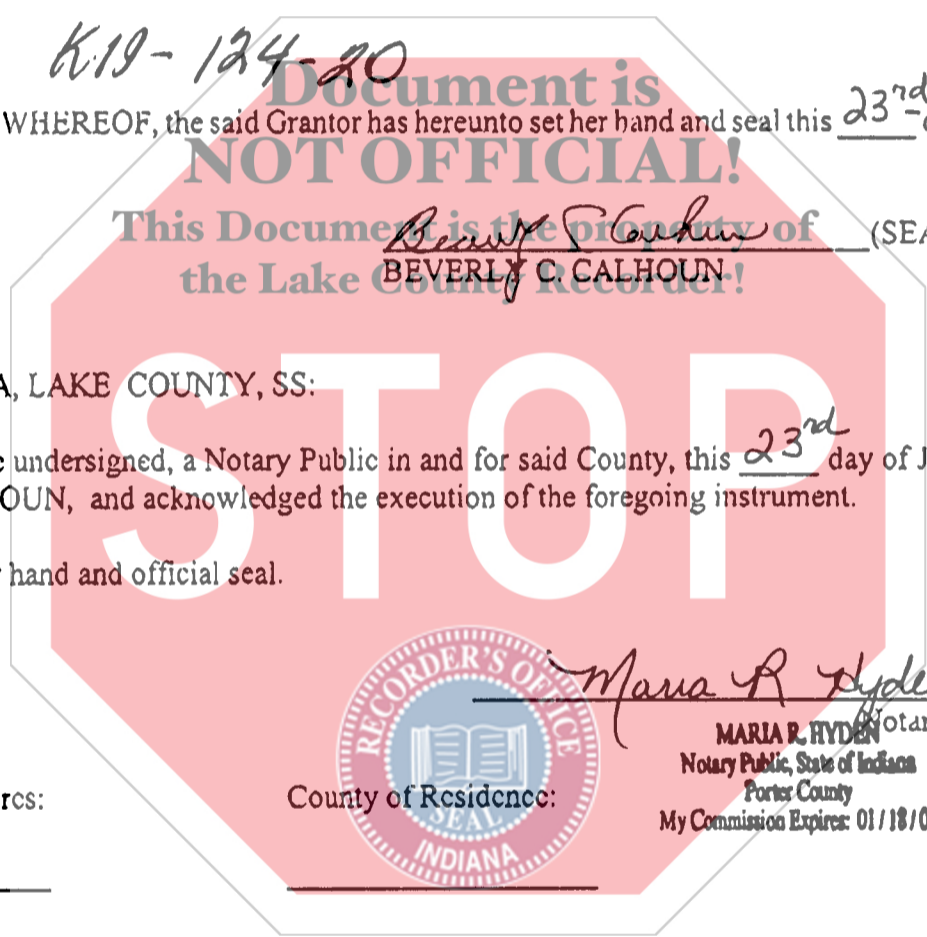 K19-124-20
Document is
WHEREOF, the said Grantor has hereunto set her hand and seal this 23rd
NOT OFFICIAL!
This Document is the property of
(SEA
BEVERLY C. CALHOUN
the Lake County Recorder!
A, LAKE COUNTY, SS:
STOP
undersigned, a Notary Public in and for said County, this 23rd day of J
OUN, and acknowledged the execution of the foregoing instrument.
hand and official seal.
RECORDER'S OFFICE
Maria R Hyde
Notar
MARIA R. HYDEN
Notary Public, State of Indiana
Porter County
My Commission Expires: 01/18/0
res:
County of Residence:
SEAL
INDIANA